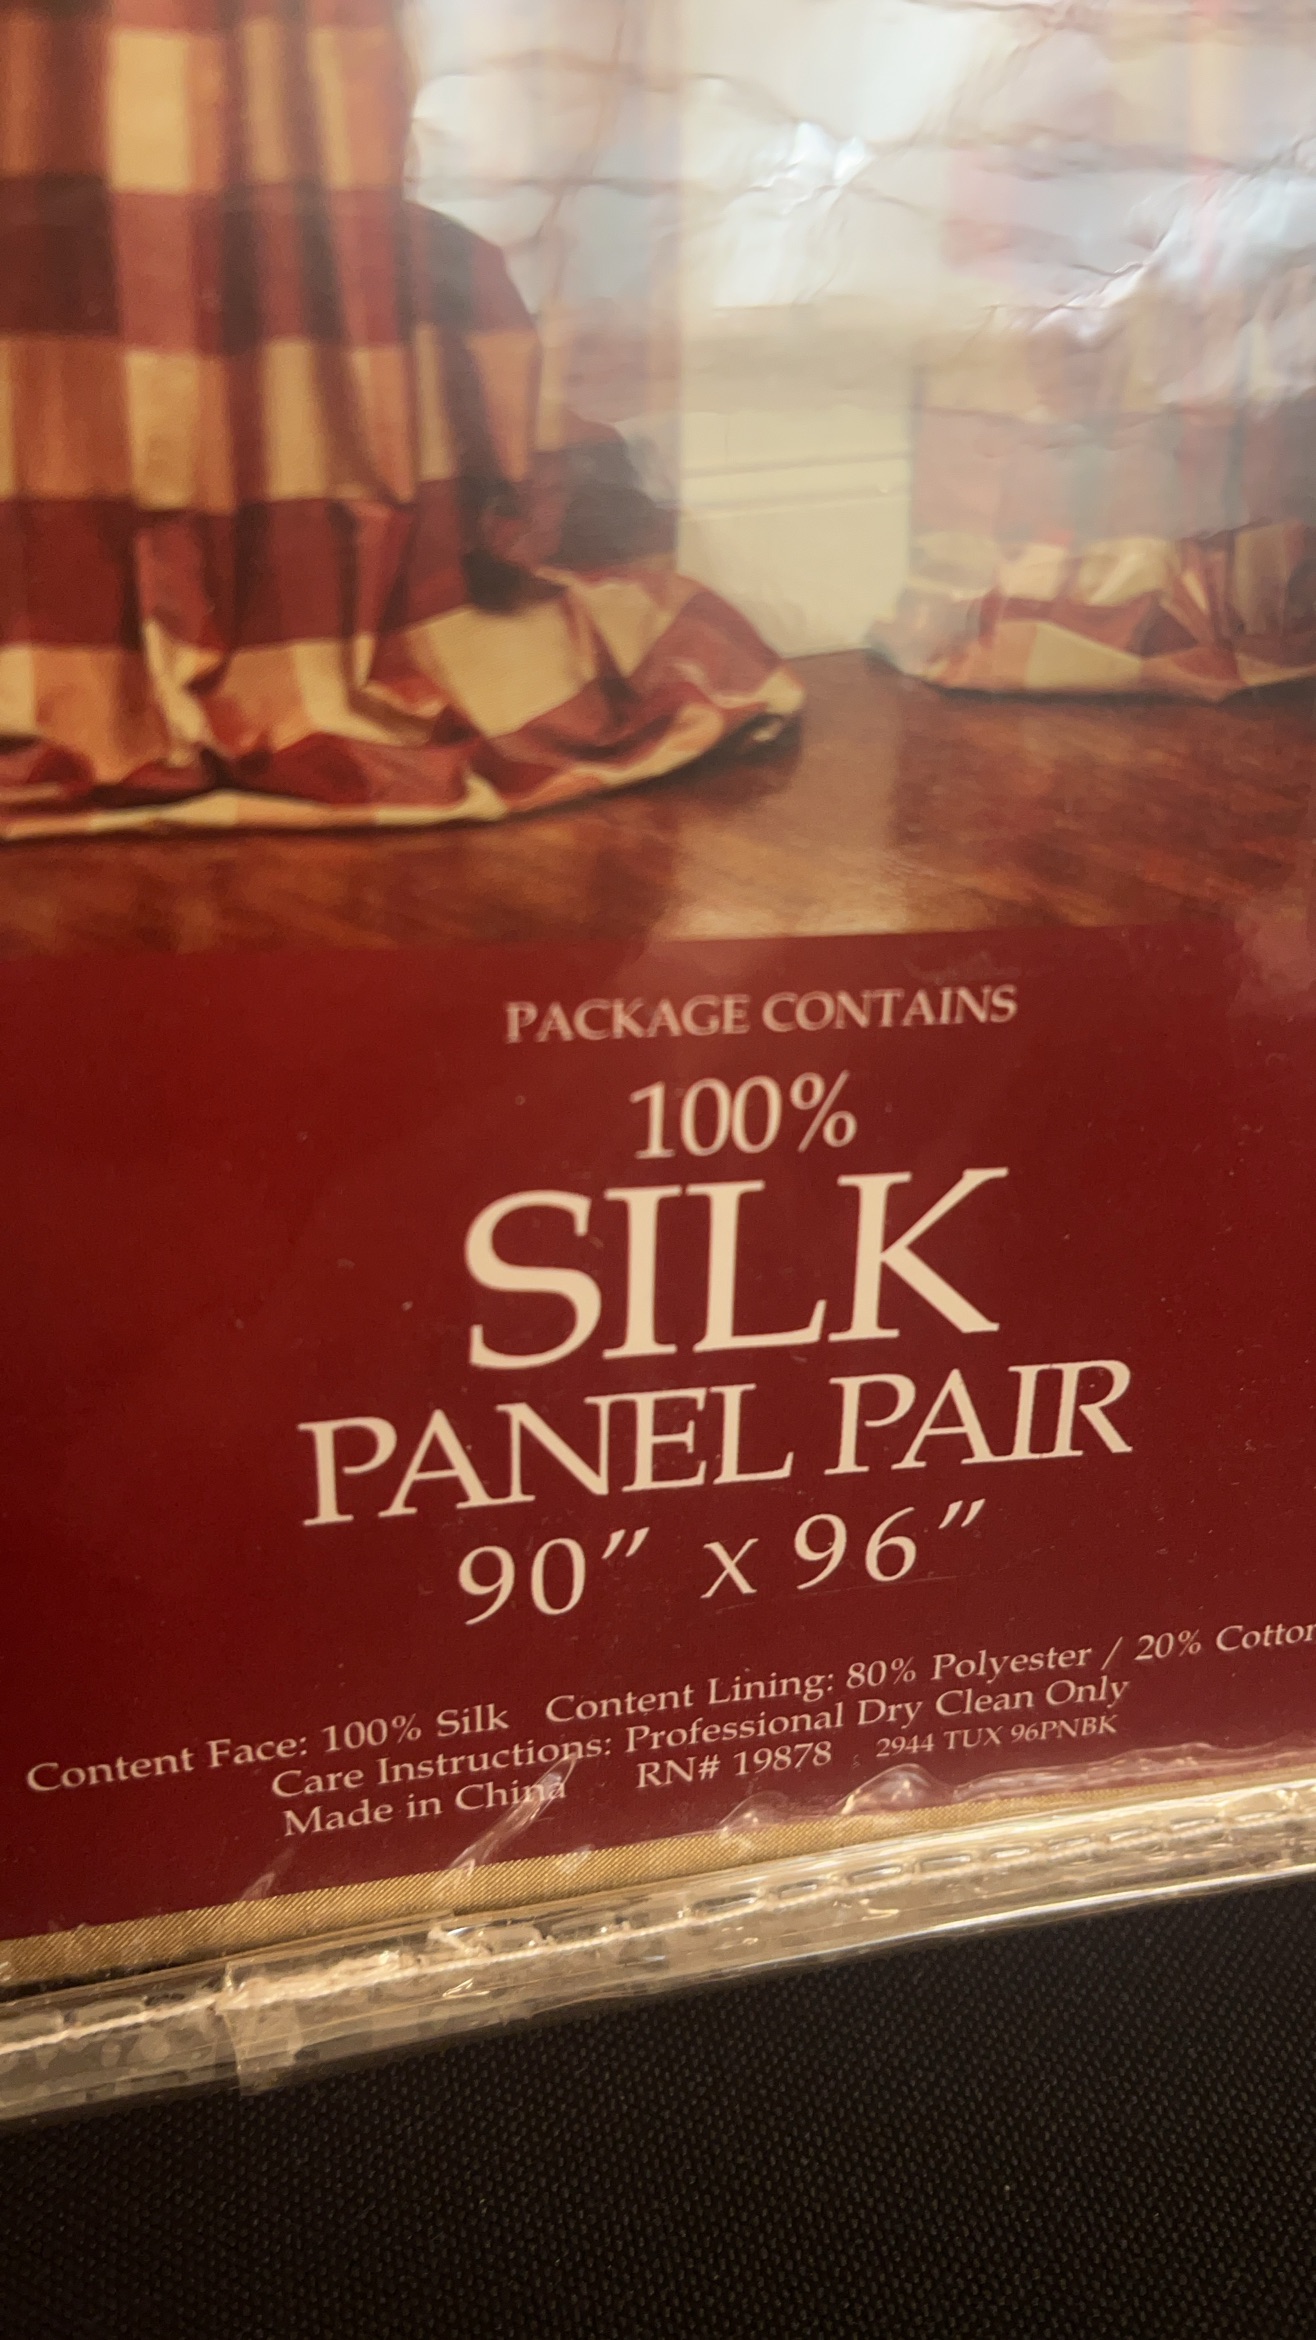 PACKAGE CONTAINS
100%
SILK
PANEL PAIR
90" x 96"
Content Face: 100% Silk Content Lining: 80% Polyester / 20% Cotton
Care Instructions: Professional Dry Clean Only
Made in China RN# 19878 2944 TUX 96PNBK